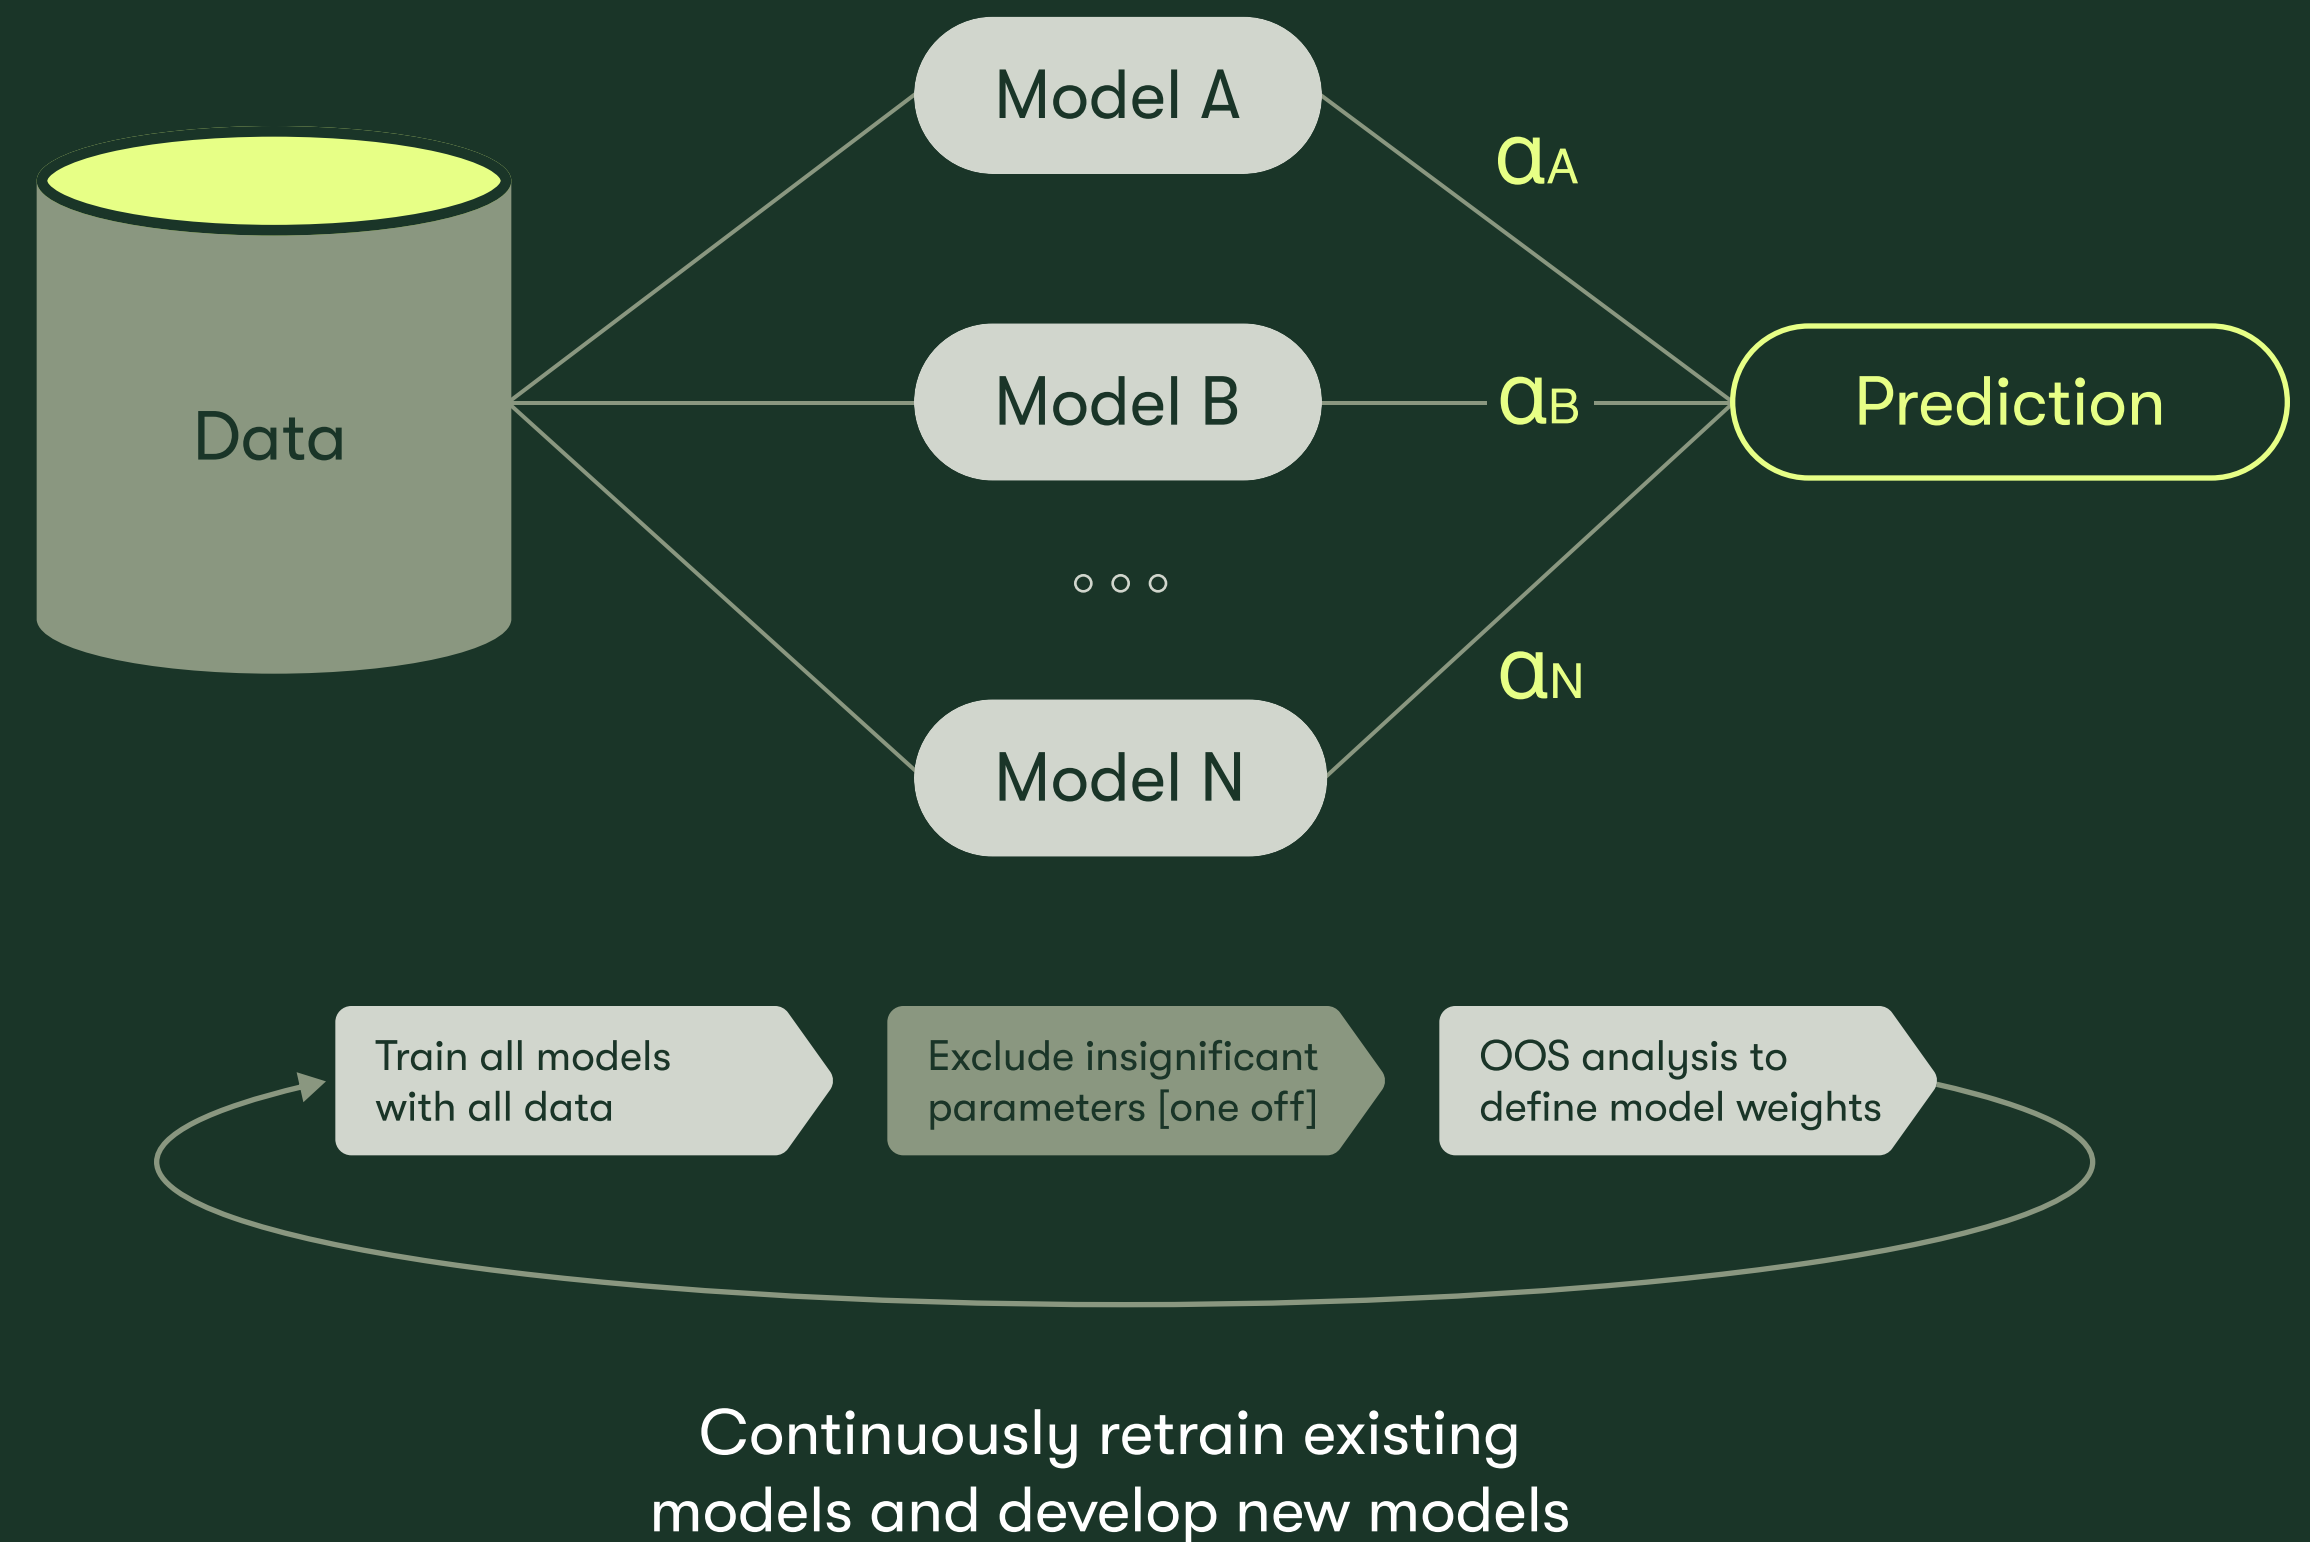 Model A
αA
Data
Model B
αB
Prediction
αN
Model N
Train all models
with all data
Exclude insignificant
parameters [one off]
OOS analysis to
define model weights
Continuously retrain existing
models and develop new models